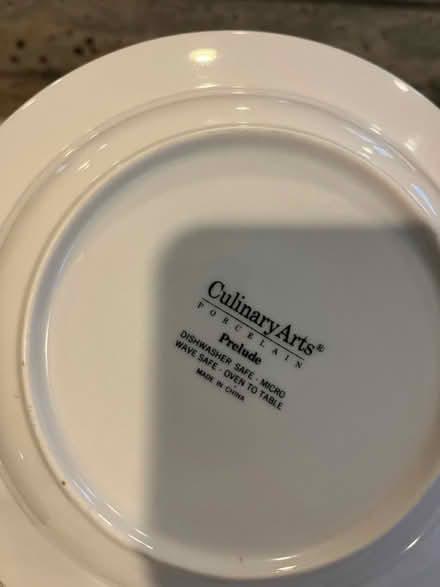 CulinaryArts®
PORCELAIN
Prelude
DISHWASHER SAFE - MICRO
WAVE SAFE - OVEN TO TABLE
MADE IN CHINA